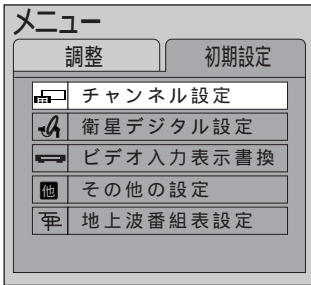 メニュー
調整 初期設定
チャンネル設定
衛星デジタル設定
ビデオ入力表示書換
他 その他の設定
地上波番組表設定